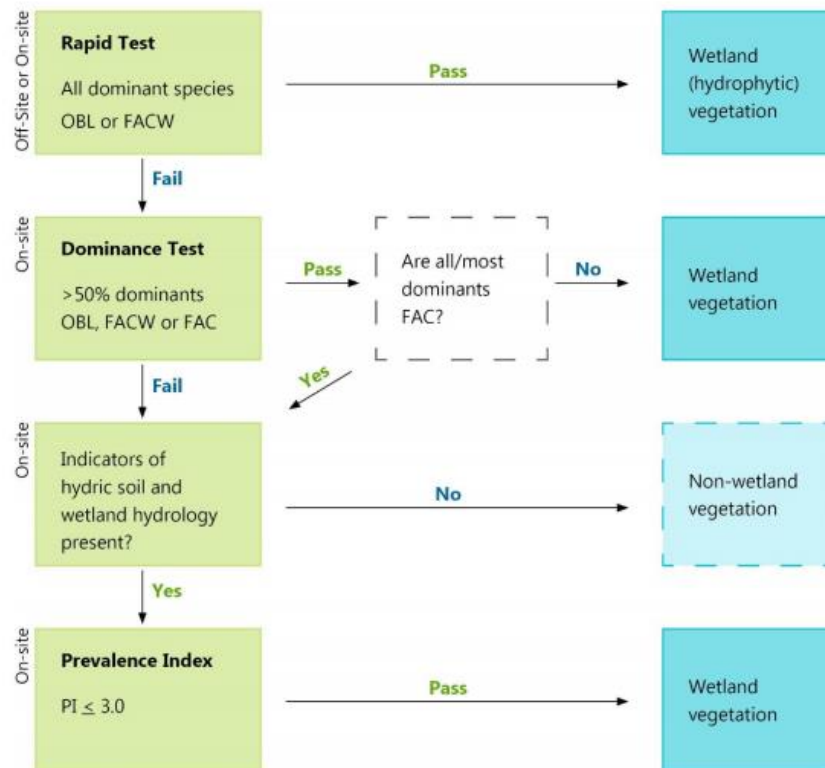 Off-Site or On-site
Rapid Test
All dominant species
OBL or FACW
Pass
Wetland
(hydrophytic)
vegetation
Fail
On-site
Dominance Test
>50% dominants
OBL, FACW or FAC
Pass
Are all/most
dominants
FAC?
No
Wetland
vegetation
Fail
Yes
On-site
Indicators of
hydric soil and
wetland hydrology
present?
No
Non-wetland
vegetation
Yes
On-site
Prevalence Index
PI ≤ 3.0
Pass
Wetland
vegetation